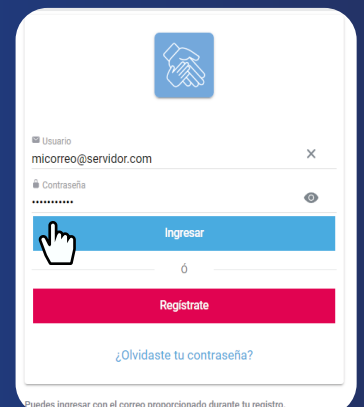 Usuario
micorreo@servidor.com
Contraseña
Ingresar
ó
Regístrate
¿Olvidaste tu contraseña?
Puedes ingresar con el correo proporcionado durante tu registro.